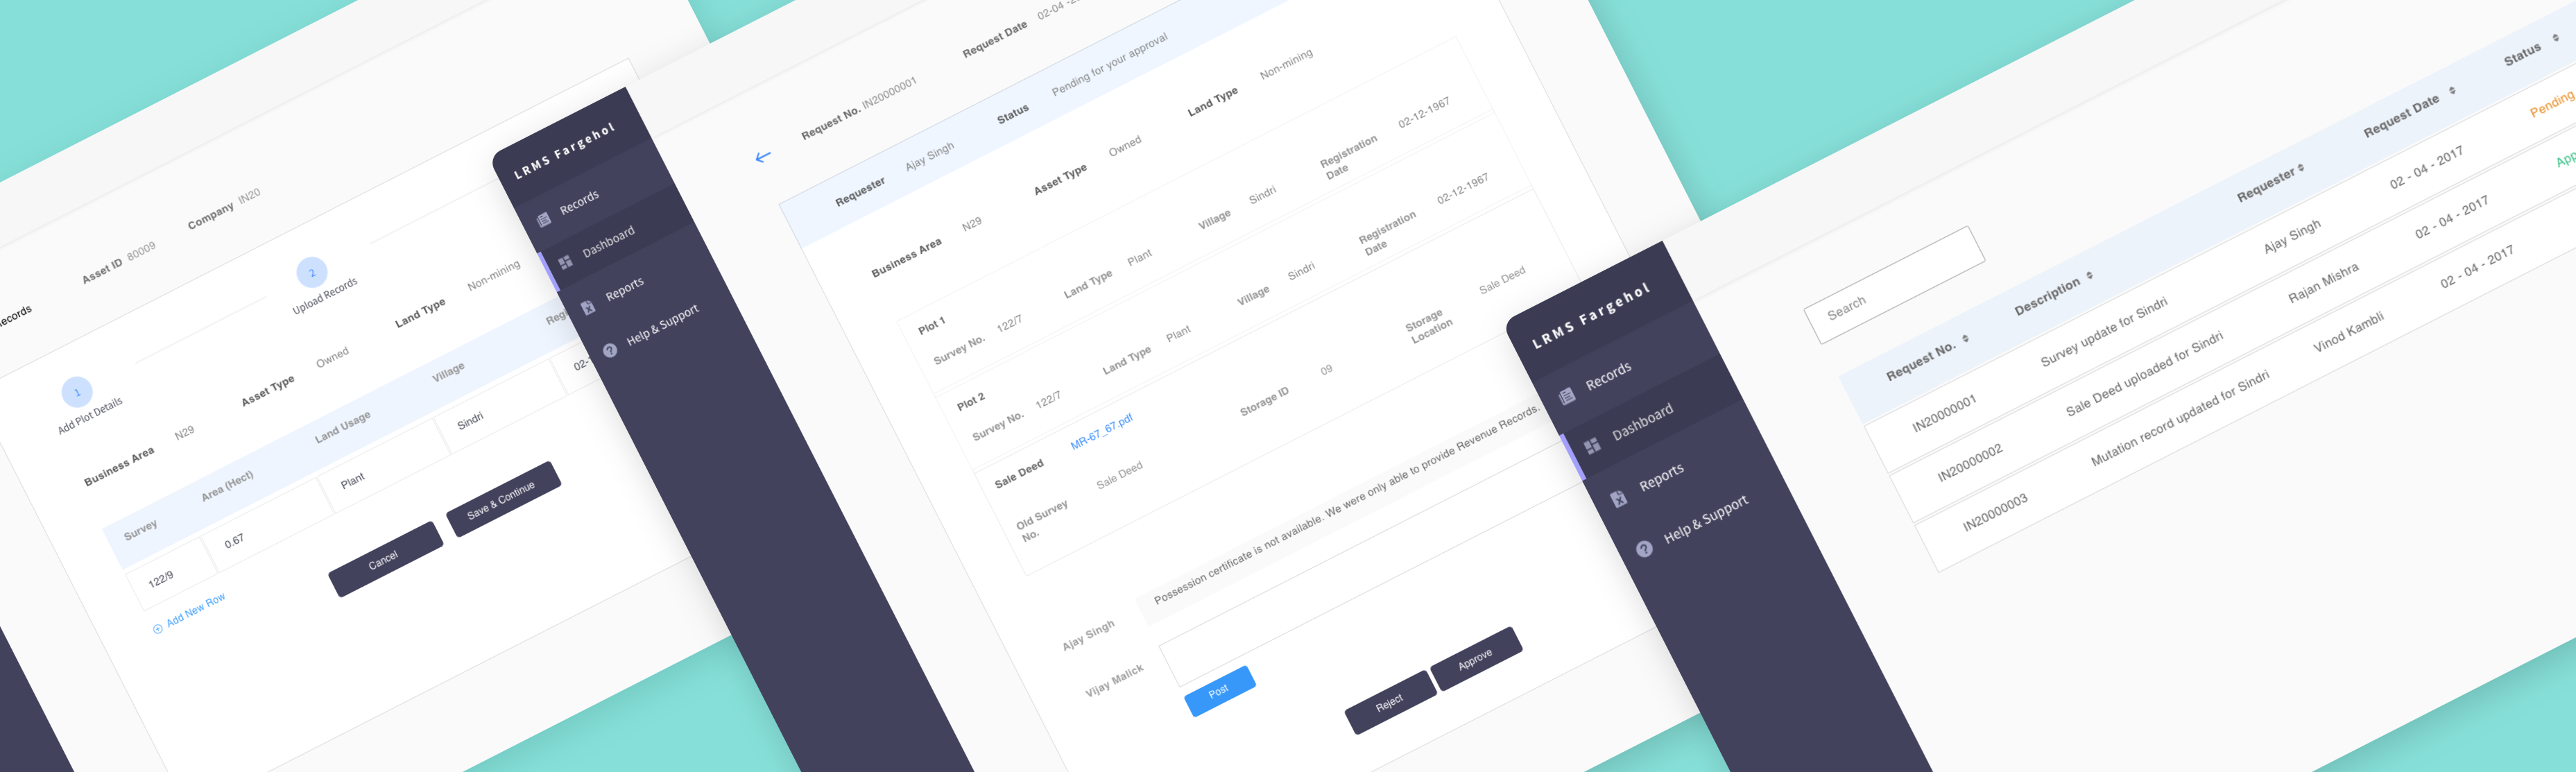 Asset ID 80009
Company IN20
1
Add Plot Details
2
Upload Records
Business Area N29
Asset Type Owned
Land Type Non-mining
Survey
Area (Hect)
Land Usage
Village
122/9
0.67
Plant
Sindri
Add New Row
Cancel
Save & Continue
LRMS Fargehol
Records
Dashboard
Reports
Help & Support
Request No. IN20000001
Request Date
Requester Ajay Singh
Status Pending for your approval
Business Area N29
Asset Type Owned
Land Type Non-mining
Plot 1
Survey No. 122/7
Land Type Plant
Village Sindri
Registration
Date
02-12-1967
Plot 2
Survey No. 122/7
Land Type Plant
Village Sindri
Registration
Date
02-12-1967
Sale Deed
MR-67_67.pdf
Old Survey
No.
Sale Deed
Storage ID 09
Storage
Location
Sale Deed
Ajay Singh
Possession certificate is not available. We were only able to provide Revenue Records.
Vijay Malick
Post
Reject
Approve
LRMS Fargehol
Records
Dashboard
Reports
Help & Support
Search
Request No.
Description
Requester
Request Date
Status
IN20000001
Survey update for Sindri
Ajay Singh
02 - 04 - 2017
Pending
IN20000002
Sale Deed uploaded for Sindri
Rajan Mishra
02 - 04 - 2017
IN20000003
Mutation record updated for Sindri
Vinod Kambli
02 - 04 - 2017